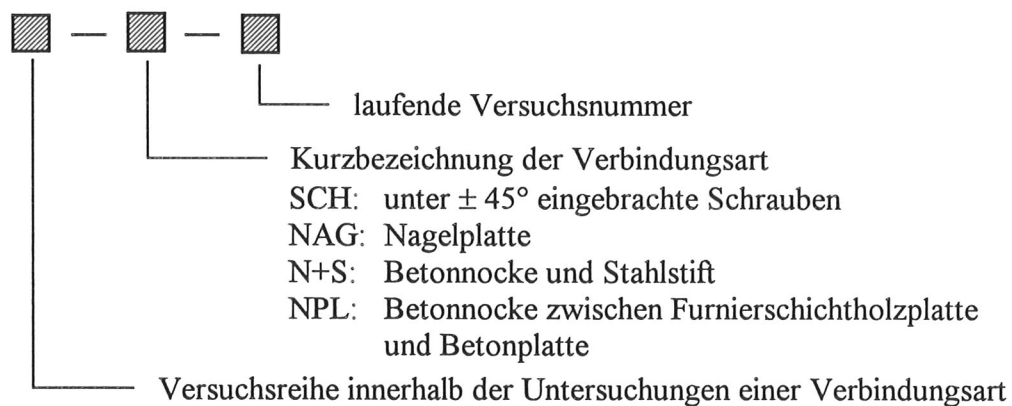 laufende Versuchsnummer
Kurzbezeichnung der Verbindungsart
SCH: unter ± 45° eingebrachte Schrauben
NAG: Nagelplatte
N+S: Betonnocke und Stahlstift
NPL: Betonnocke zwischen Furnierschichtholzplatte
und Betonplatte
Versuchsreihe innerhalb der Untersuchungen einer Verbindungsart